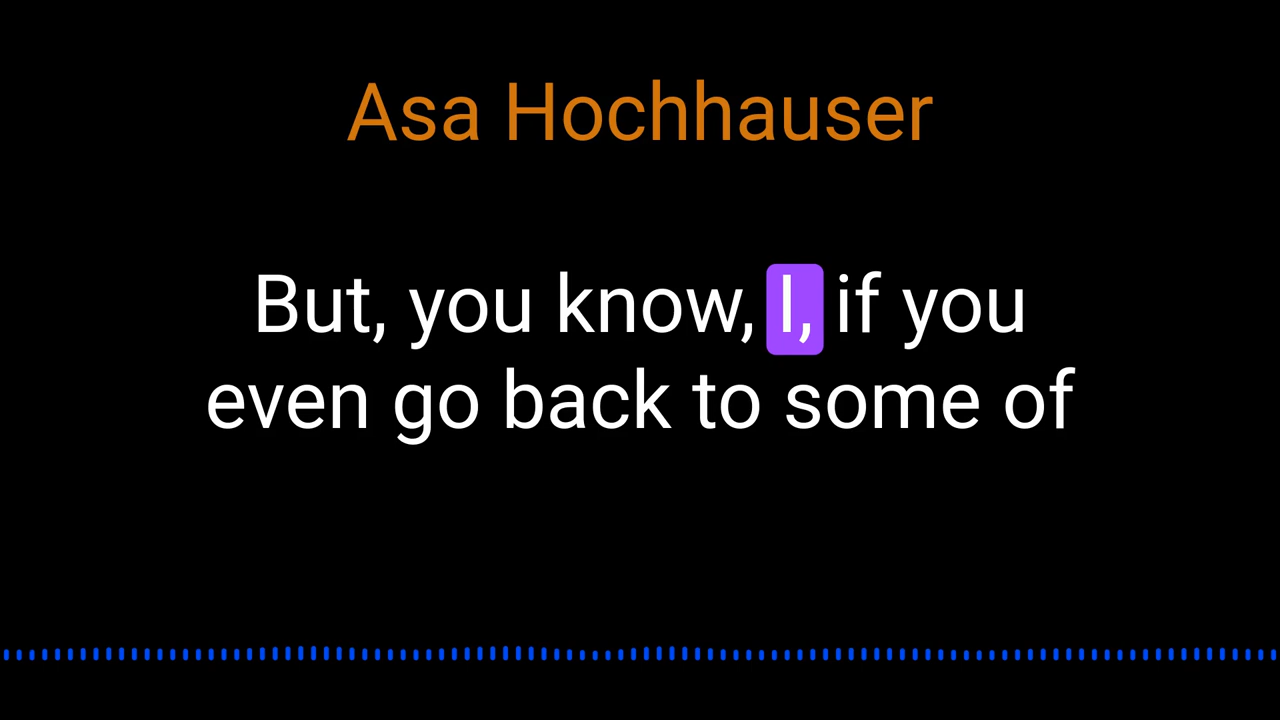 Asa Hochhauser
But, you know, I, if you
even go back to some of